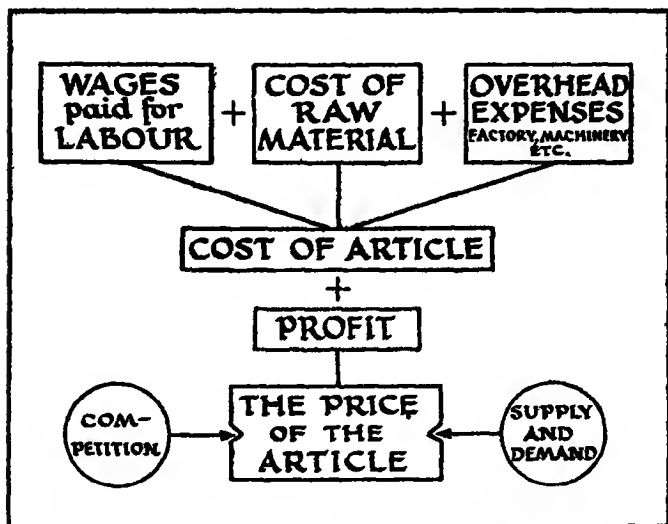 WAGES
paid for
LABOUR
+
COST OF
RAW
MATERIAL
+
OVERHEAD
EXPENSES
FACTORY, MACHINERY
ETC.
COST OF ARTICLE
+
PROFIT
THE PRICE
OF THE
ARTICLE
COM-
PETITION
SUPPLY
AND
DEMAND